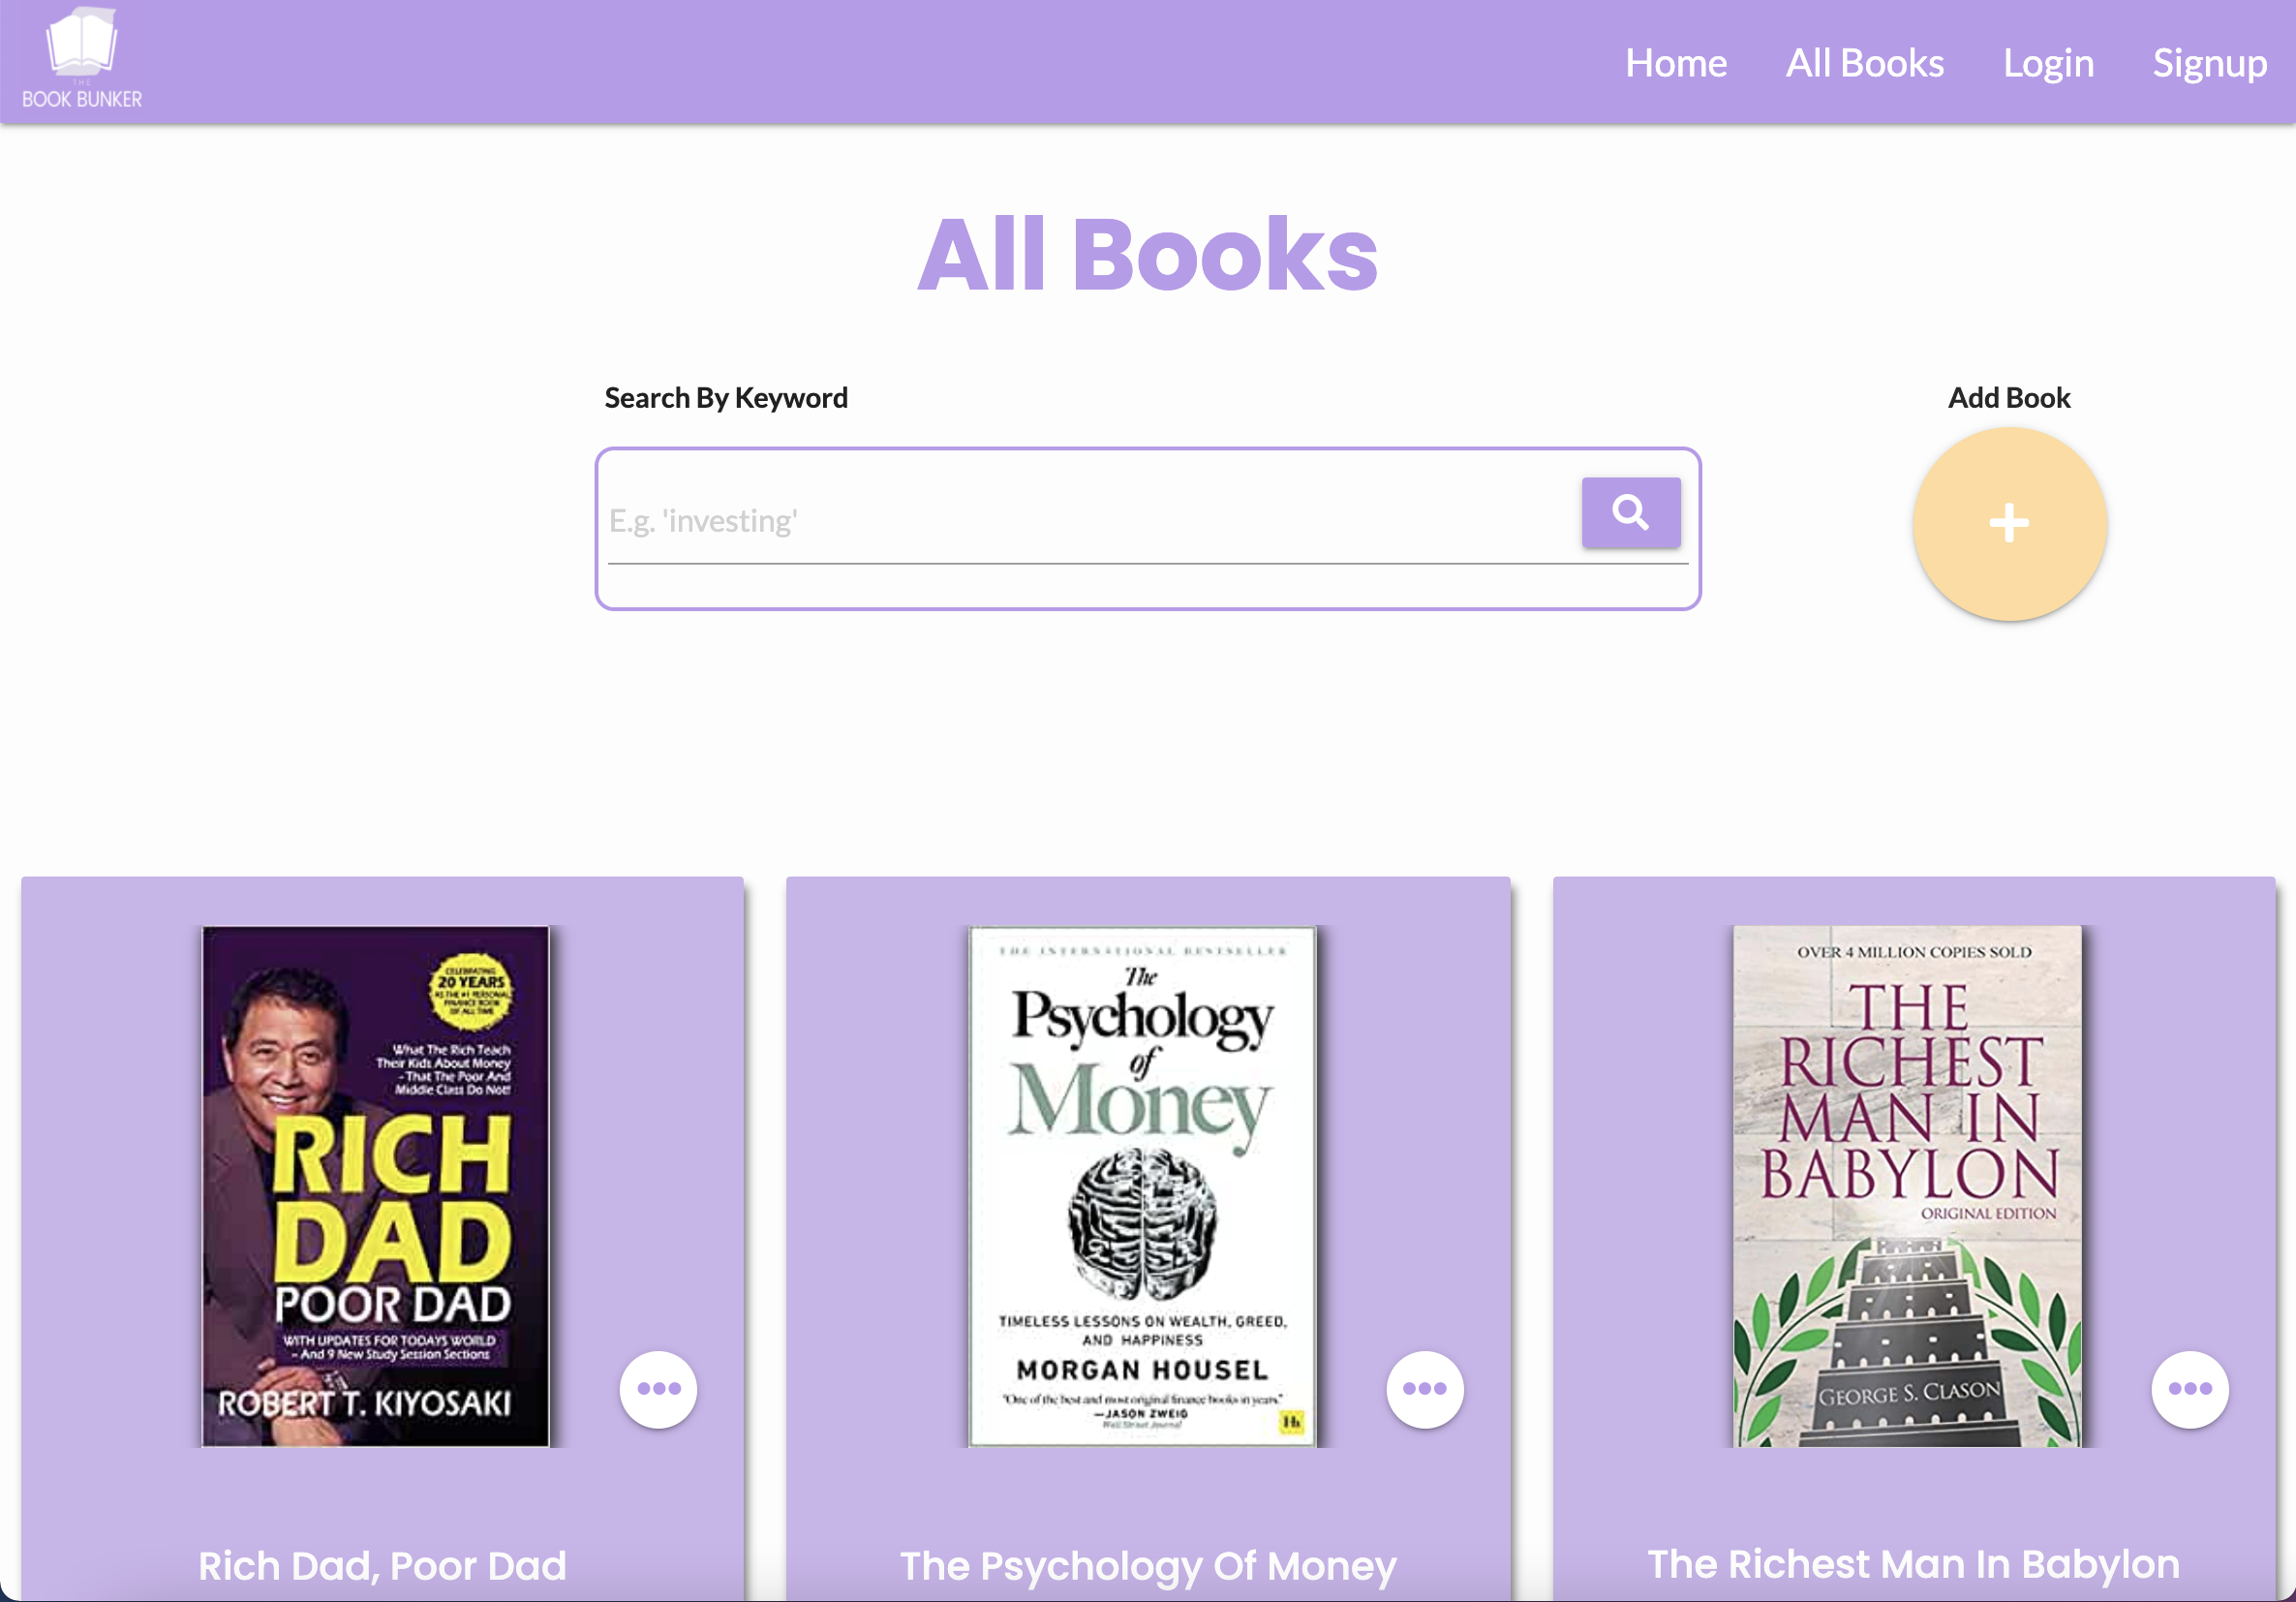 THE
BOOK BUNKER
Home
All Books
Login
Signup
All Books
Search By Keyword
Add Book
E.g. 'investing'
CELEBRATING
20 YEARS
AS THE #1 PERSONAL
FINANCE BOOK
OF ALL TIME
What The Rich Teach
Their Kids About Money
- That The Poor And
Middle Class Do Not!
RICH
DAD
POOR DAD
WITH UPDATES FOR TODAYS WORLD
- And 9 New Study Session Sections
ROBERT T. KIYOSAKI
Rich Dad, Poor Dad
THE INTERNATIONAL BESTSELLER
The
Psychology
of
Money
TIMELESS LESSONS ON WEALTH, GREED,
AND HAPPINESS
MORGAN HOUSEL
"One of the best and most original finance books in years."
—JASON ZWEIG
Wall Street Journal
Hh
The Psychology Of Money
OVER 4 MILLION COPIES SOLD
THE
RICHEST
MAN IN
BABYLON
ORIGINAL EDITION
GEORGE S. CLASON
The Richest Man In Babylon